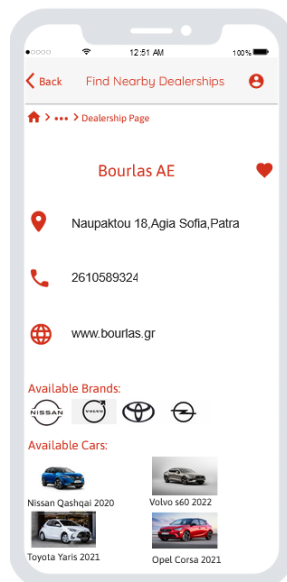 12:51 AM
100%
Back
Find Nearby Dealerships
> ••• > Dealership Page
Bourlas AE
Naupaktou 18,Agia Sofia,Patra
2610589324
www.bourlas.gr
Available Brands:
NISSAN
VOLVO
Available Cars:
Nissan Qashqai 2020
Volvo s60 2022
Toyota Yaris 2021
Opel Corsa 2021